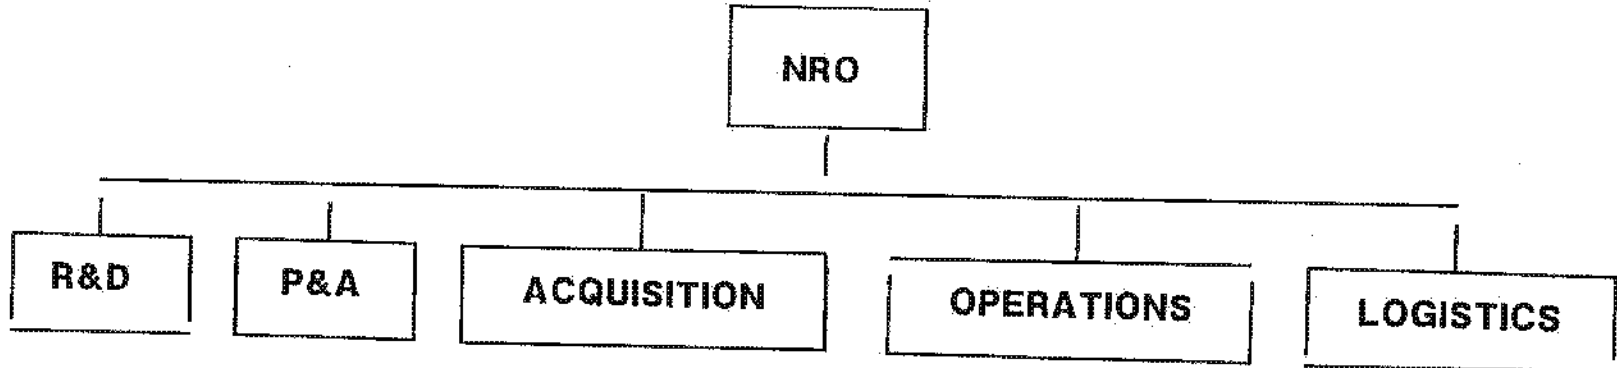 NRO
R&D
P&A
ACQUISITION
OPERATIONS
LOGISTICS